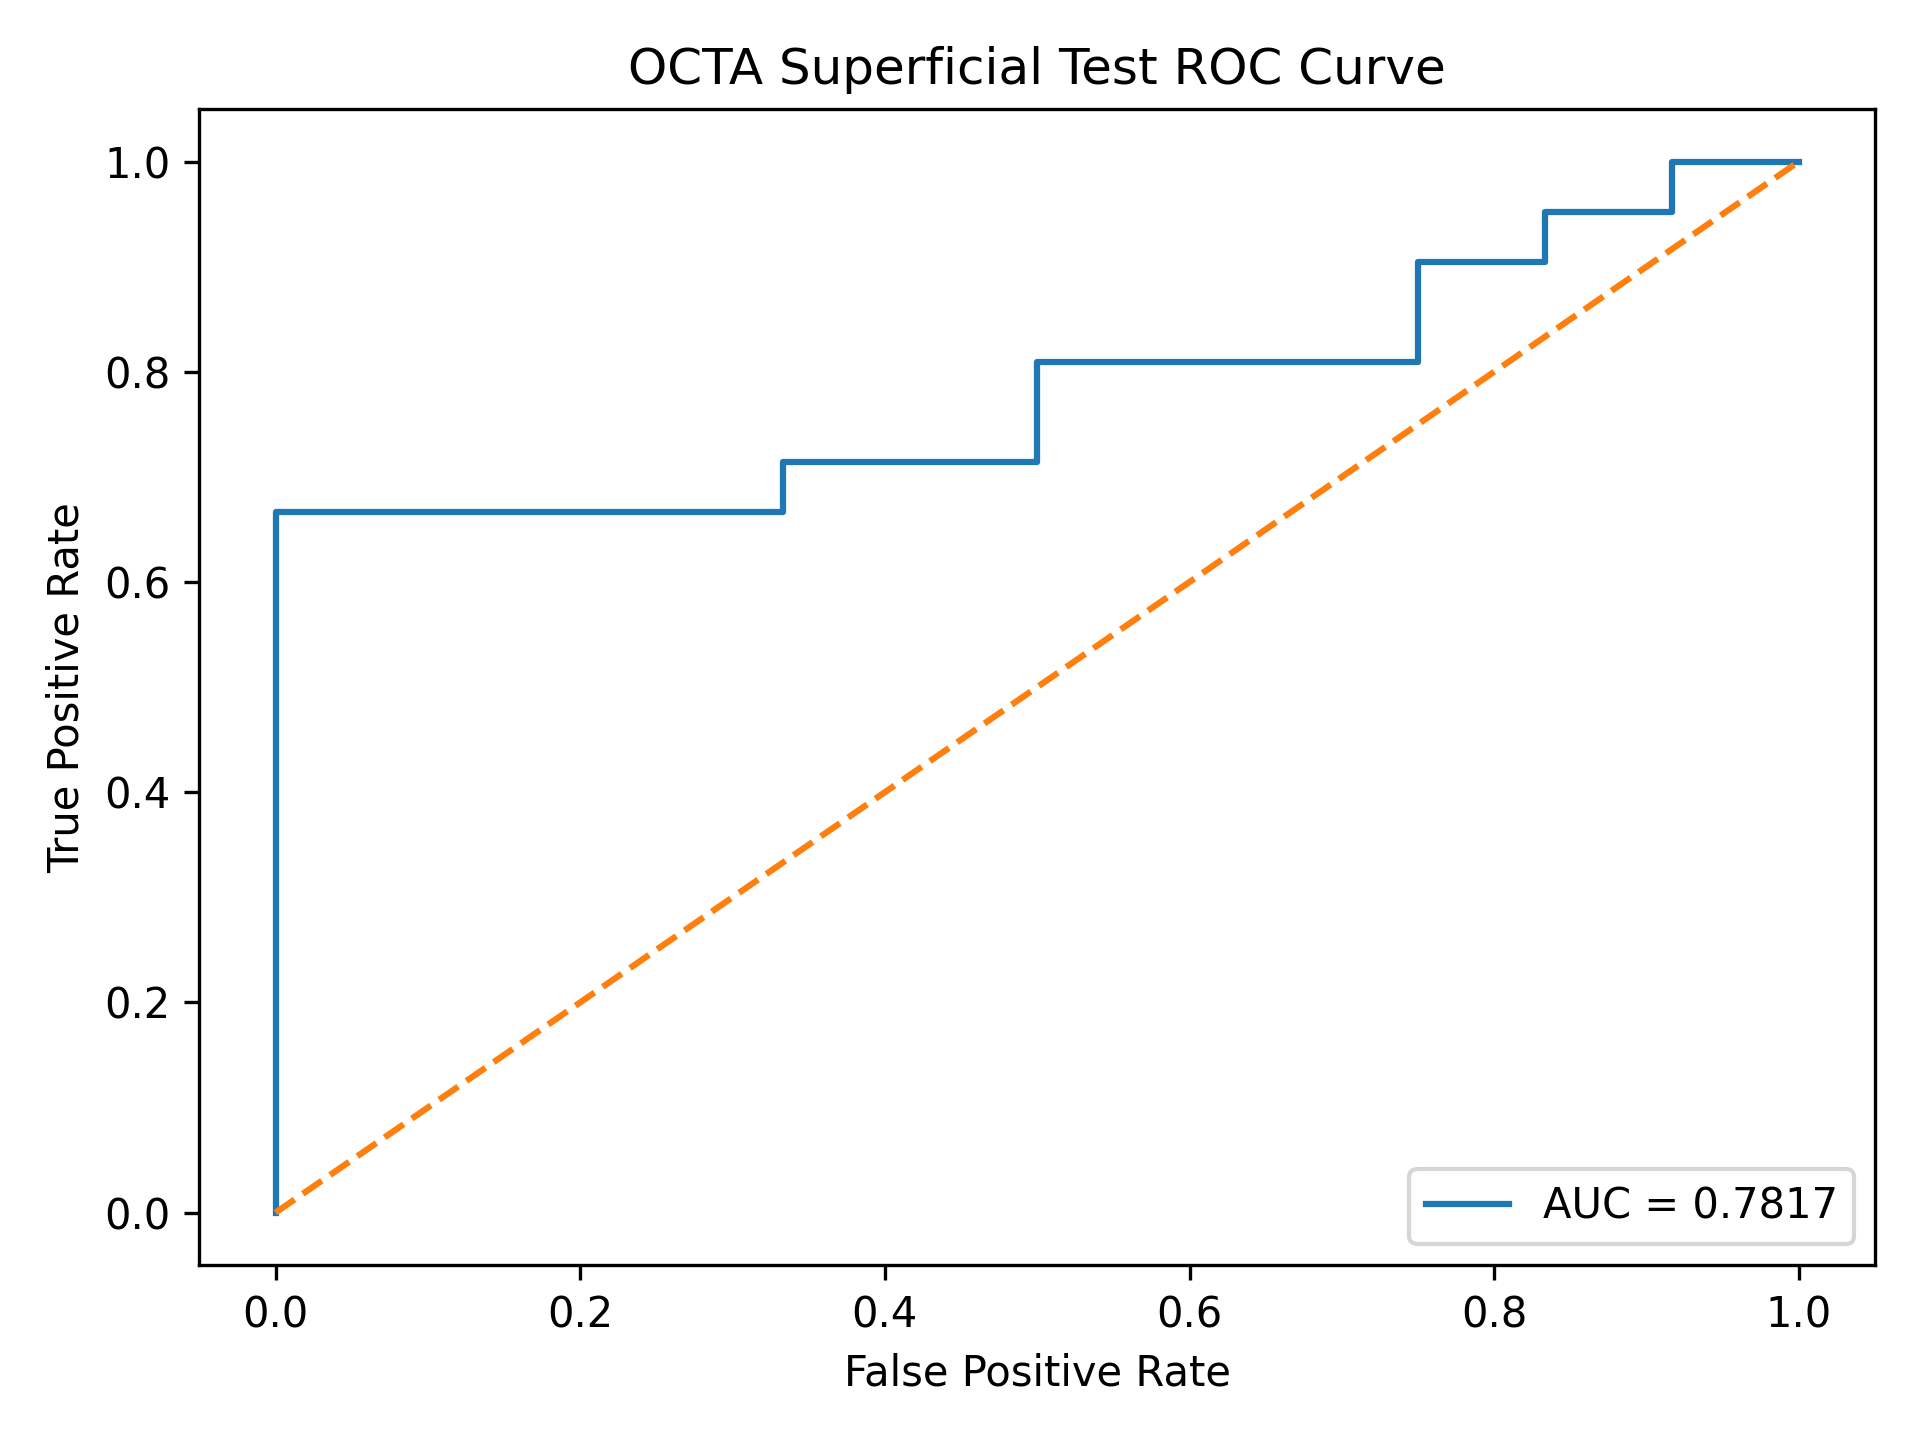 OCTA Superficial Test ROC Curve
True Positive Rate
1.0
0.8
0.6
0.4
0.2
0.0
AUC = 0.7817
0.0 0.2 0.4 0.6 0.8 1.0
False Positive Rate